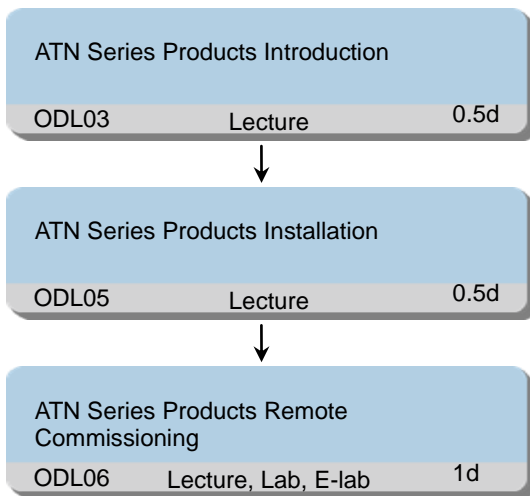 ATN Series Products Introduction
ODL03 Lecture 0.5d
ATN Series Products Installation
ODL05 Lecture 0.5d
ATN Series Products Remote
Commissioning
ODL06 Lecture, Lab, E-lab 1d